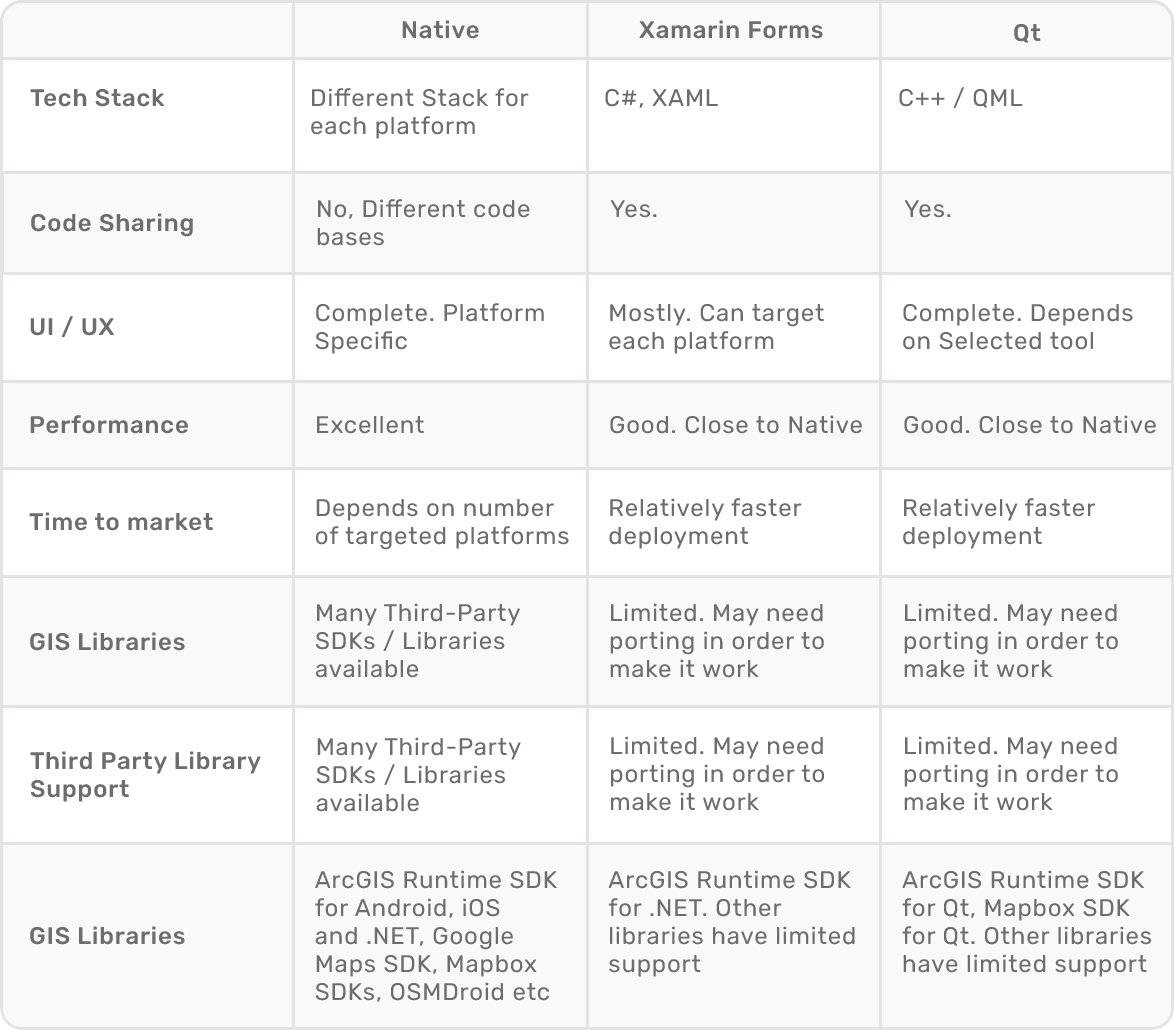 Native
Xamarin Forms
Qt
Tech Stack
Different Stack for
each platform
C#, XAML
C++ / QML
Code Sharing
No, Different code
bases
Yes.
Yes.
UI / UX
Complete. Platform
Specific
Mostly. Can target
each platform
Complete. Depends
on Selected tool
Performance
Excellent
Good. Close to Native
Good. Close to Native
Time to market
Depends on number
of targeted platforms
Relatively faster
deployment
Relatively faster
deployment
GIS Libraries
Many Third-Party
SDKs / Libraries
available
Limited. May need
porting in order to
make it work
Limited. May need
porting in order to
make it work
Third Party Library
Support
Many Third-Party
SDKs / Libraries
available
Limited. May need
porting in order to
make it work
Limited. May need
porting in order to
make it work
GIS Libraries
ArcGIS Runtime SDK
for Android, iOS
and .NET, Google
Maps SDK, Mapbox
SDKs, OSMDroid etc
ArcGIS Runtime SDK
for .NET. Other
libraries have limited
support
ArcGIS Runtime SDK
for Qt, Mapbox SDK
for Qt. Other libraries
have limited support